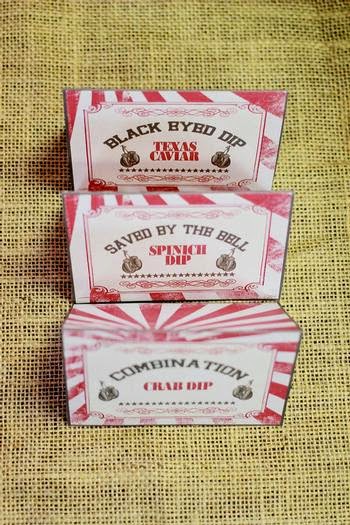 BLACK EYED DIP
TEXAS
CAVIAR
SAVED BY THE BELL
SPINICH
DIP
COMBINATION
CRAB DIP